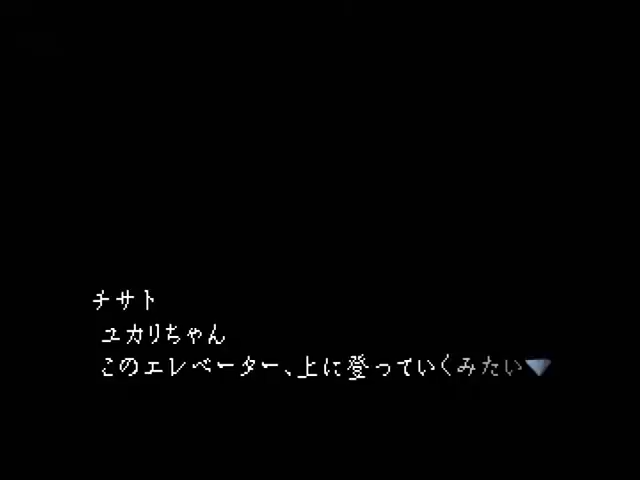 チサト
ユカリちゃん
このエレベーター、上に登っていくみたい